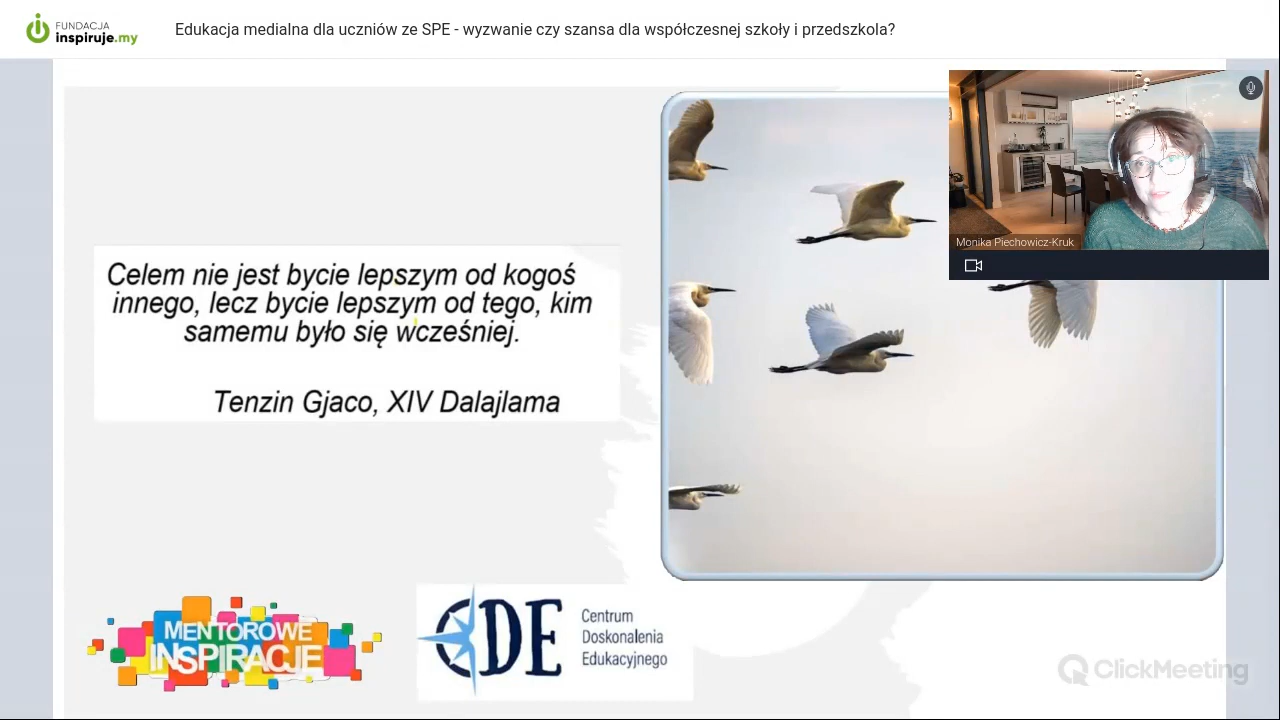 FUNDACJA
inspiruje.my
Edukacja medialna dla uczniów ze SPE - wyzwanie czy szansa dla współczesnej szkoły i przedszkola?
Monika Piechowicz-Kruk
Celem nie jest bycie lepszym od kogoś
innego, lecz bycie lepszym od tego, kim
samemu było się wcześniej.
Tenzin Gjaco, XIV Dalajlama
MENTOROWE
INSPIRACJE
CDE
Centrum
Doskonalenia
Edukacyjnego
ClickMeeting